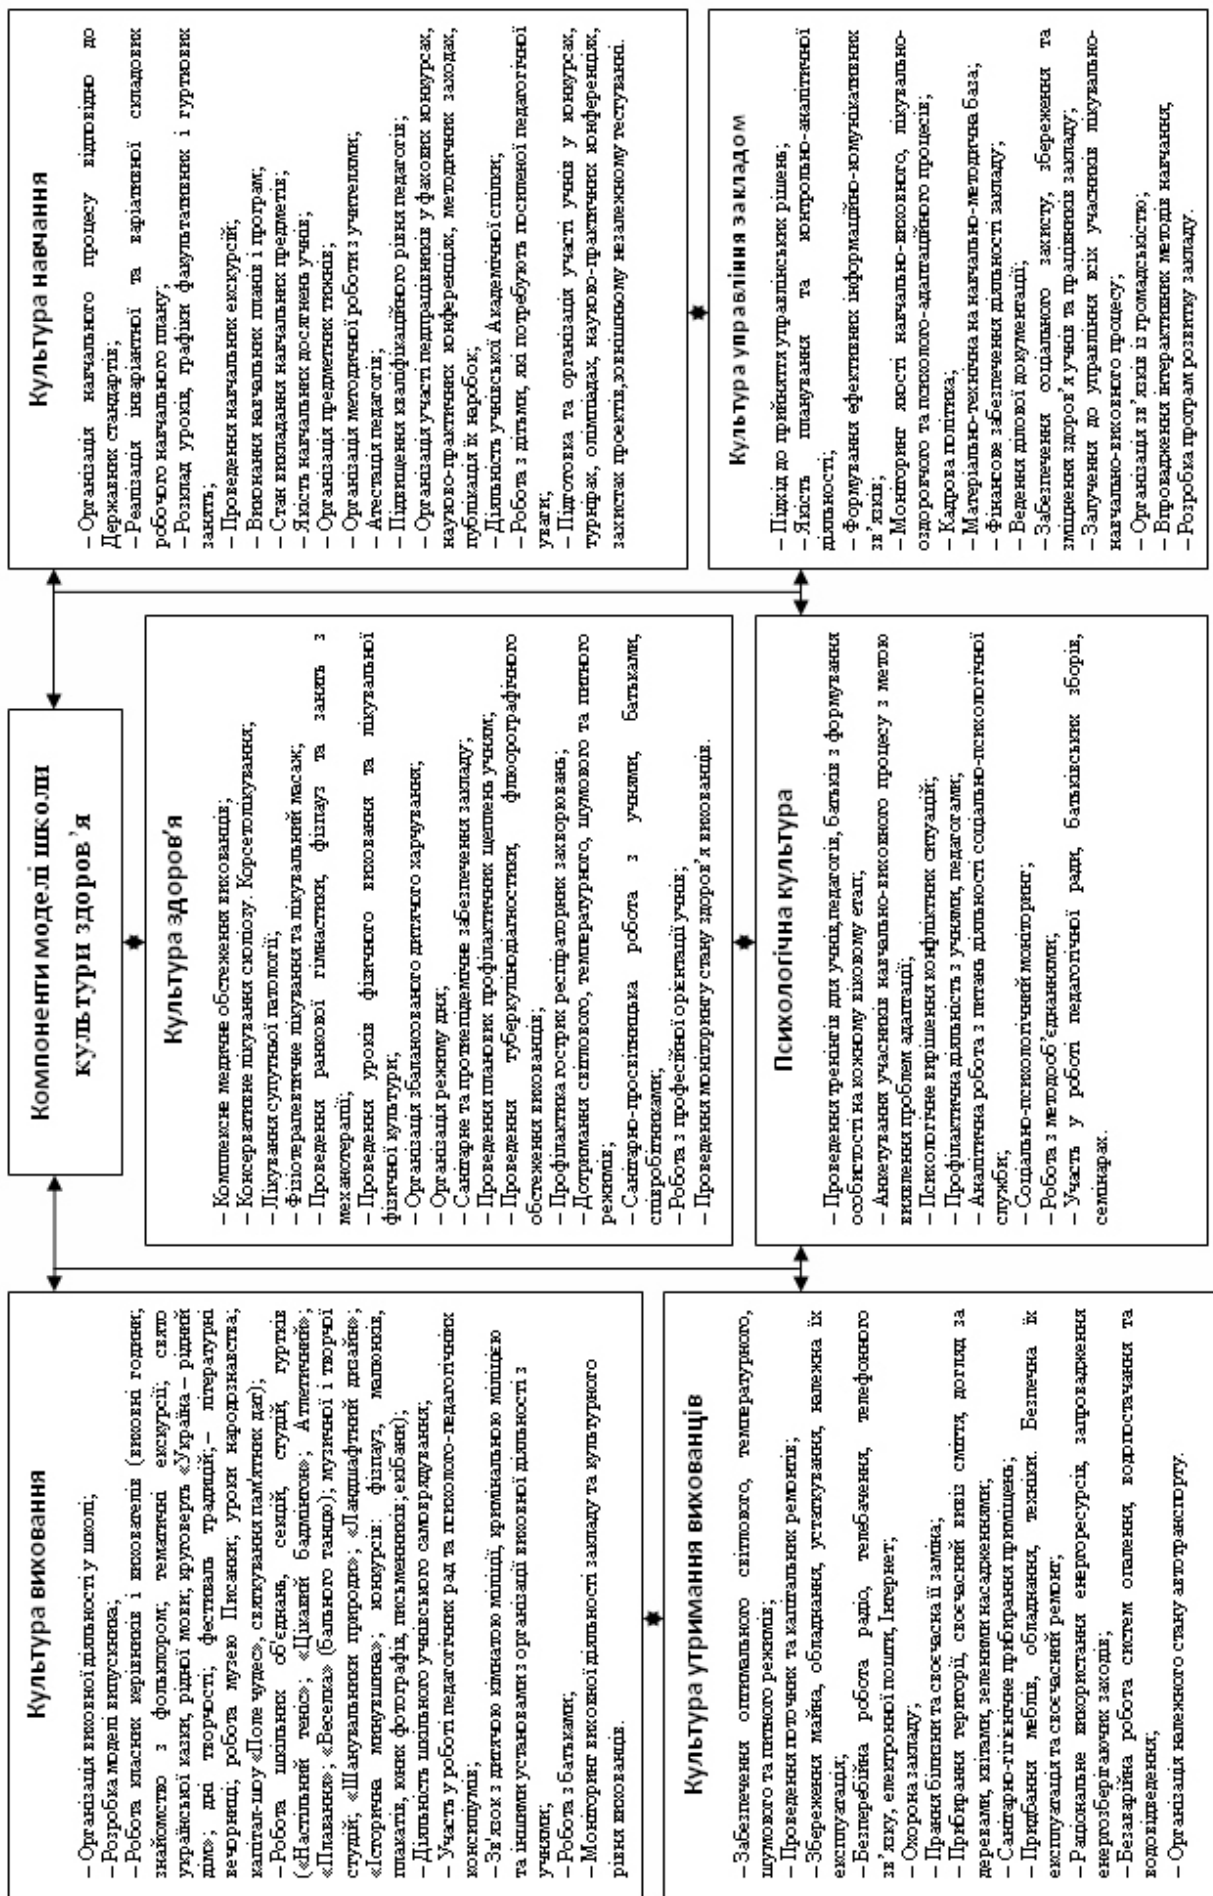 Компоненти моделі школи
культури здоров'я
Культура виховання
– Організація виховної діяльності у школі;
– Розробка моделі випускника;
– Робота класних керівників і вихователів (виховні години;
знайомство з фольклором; тематичні екскурсії; свято
української казки, рідної мови; круговерть «Україна – рідний
дім»; дні творчості; фестиваль традицій; – літературні
вечорниці; робота музею Писанки; уроки народознавства;
капітал-шоу «Поле чудес», святкування пам'ятних дат);
– Робота шкільних об'єднань, секцій, студій, гуртків
(«Настільний теніс»; «Цікавий бадмінтон»; Атлетичний»;
«Плавання»; «Веселка» (бального танцю); музичної і творчої
студій; «Шанувальники природи»; «Ландшафтний дизайн»;
«Історична минувшина»; конкурсів: фізпауз, малюнків,
плакатів, юних фотографів, письменників; екібани);
– Діяльність шкільного учнівського самоврядування;
– Участь у роботі педагогічних рад та психолого-педагогічних
консиліумів;
– Зв'язок з дитячою кімнатою міліції, кримінальною міліцією
та іншими установами з організації виховної діяльності з
учнями;
– Робота з батьками;
– Моніторинг виховної діяльності закладу та культурного
рівня вихованців.
Культура здоров'я
– Комплексне медичне обстеження вихованців;
– Консервативне лікування сколіозу. Корсетолікування;
– Лікування супутньої патології;
– Фізіотерапевтичне лікування та лікувальний масаж;
– Проведення ранкової гімнастики, фізпауз та занять з
механотерапії;
– Проведення уроків фізичного виховання та лікувальної
фізичної культури;
– Організація збалансованого дитячого харчування;
– Організація режиму дня;
– Санітарне та протиепідемічне забезпечення закладу;
– Проведення планових профілактичних щеплень учням;
– Проведення туберкулінодіагностики, флюорографічного
обстеження вихованців;
– Профілактика гострих респіраторних захворювань;
– Дотримання світлового, температурного, шумового та питного
режимів;
– Санітарно-просвітницька робота з учнями, батьками,
співробітниками;
– Робота з професійної орієнтації учнів;
– Проведення моніторингу стану здоров'я вихованців.
Культура навчання
– Організація навчального процесу відповідно до
Державних стандартів;
– Реалізація інваріантної та варіативної складових
робочого навчального плану;
– Розклад уроків, графіки факультативних і гурткових
занять;
– Проведення навчальних екскурсій;
– Виконання навчальних планів і програм;
– Стан викладання навчальних предметів;
– Якість навчальних досягнень учнів;
– Організація предметних тижнів;
– Організація методичної роботи з учителями;
– Атестація педагогів;
– Підвищення кваліфікаційного рівня педагогів;
– Організація участі педпрацівників у фахових конкурсах,
науково-практичних конференціях, методичних заходах,
публікація їх наробок;
– Діяльність учнівської Академічної спілки;
– Робота з дітьми, які потребують посиленої педагогічної
уваги;
– Підготовка та організація участі учнів у конкурсах,
турнірах, олімпіадах, науково-практичних конференціях,
захистах проектів, зовнішньому незалежному тестуванні.
Культура утримання вихованців
– Забезпечення оптимального світлового, температурного,
шумового та питного режимів;
– Проведення поточних та капітальних ремонтів;
– Збереження майна, обладнання, устаткування, належна їх
експлуатація;
– Безперебійна робота радіо, телебачення, телефонного
зв'язку, електронної пошти, Інтернет;
– Охорона закладу;
– Прання білизни та своєчасна її заміна;
– Прибирання території, своєчасний вивіз сміття, догляд за
деревами, квітами, зеленими насадженнями;
– Санітарно-гігієнічне прибирання приміщень;
– Придбання меблів, обладнання, техніки. Безпечна їх
експлуатація та своєчасний ремонт;
– Раціональне використання енергоресурсів, запровадження
енергозберігаючих заходів;
– Безаварійна робота систем опалення, водопостачання та
водовідведення;
– Організація належного стану автотранспорту.
Психологічна культура
– Проведення тренінгів для учнів, педагогів, батьків з формування
особистості на кожному віковому етапі;
– Анкетування учасників навчально-виховного процесу з метою
виявлення проблем адаптації;
– Психологічне вирішення конфліктних ситуацій;
– Профілактична діяльність з учнями, педагогами;
– Аналітична робота з питань діяльності соціально-психологічної
служби;
– Соціально-психологічний моніторинг;
– Робота з методоб'єднаннями;
– Участь у роботі педагогічної ради, батьківських зборів,
семінарах.
Культура управління закладом
– Підхід до прийняття управлінських рішень;
– Якість планування та контрольно-аналітичної
діяльності;
– Формування ефективних інформаційно-комунікативних
зв'язків;
– Моніторинг якості навчально-виховного, лікувально-
оздоровчого та психолого-адаптаційного процесів;
– Кадрова політика;
– Матеріально-технічна на навчально-методична база;
– Фінансове забезпечення діяльності закладу;
– Ведення ділової документації;
– Забезпечення соціального захисту, збереження та
зміцнення здоров'я учнів та працівників закладу;
– Залучення до управління всіх учасників лікувально-
навчально-виховного процесу;
– Організація зв'язків із громадськістю;
– Впровадження інтерактивних методів навчання;
– Розробка програм розвитку закладу.